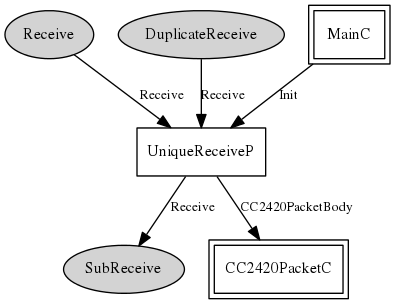 Receive
DuplicateReceive
MainC
Receive
Receive
Init
UniqueReceiveP
Receive
CC2420PacketBody
SubReceive
CC2420PacketC